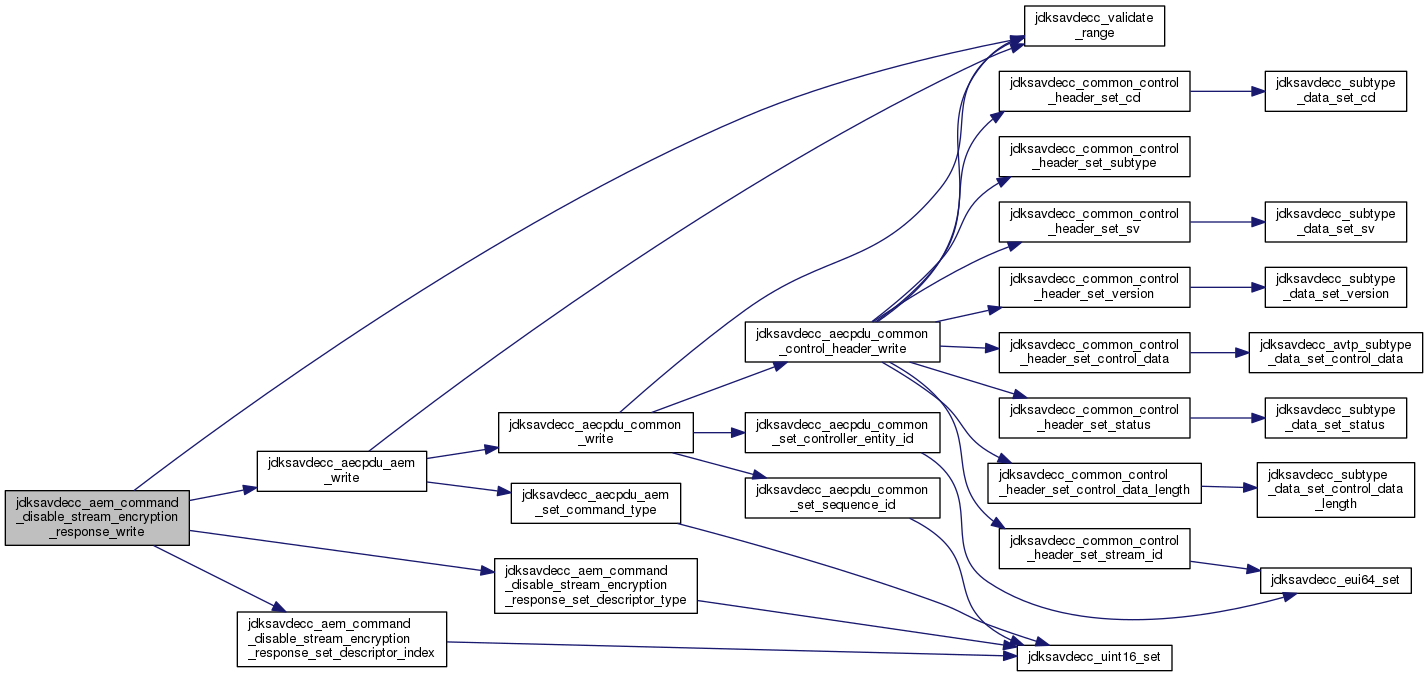 jdksavdecc_aem_command
_disable_stream_encryption
_response_write
jdksavdecc_aecpdu_aem
_write
jdksavdecc_aem_command
_disable_stream_encryption
_response_set_descriptor_index
jdksavdecc_aecpdu_common
_write
jdksavdecc_aecpdu_aem
_set_command_type
jdksavdecc_aem_command
_disable_stream_encryption
_response_set_descriptor_type
jdksavdecc_aecpdu_common
_control_header_write
jdksavdecc_aecpdu_common
_set_controller_entity_id
jdksavdecc_aecpdu_common
_set_sequence_id
jdksavdecc_validate
_range
jdksavdecc_common_control
_header_set_cd
jdksavdecc_common_control
_header_set_subtype
jdksavdecc_common_control
_header_set_sv
jdksavdecc_common_control
_header_set_version
jdksavdecc_common_control
_header_set_control_data
jdksavdecc_common_control
_header_set_status
jdksavdecc_common_control
_header_set_control_data_length
jdksavdecc_common_control
_header_set_stream_id
jdksavdecc_uint16_set
jdksavdecc_subtype
_data_set_cd
jdksavdecc_subtype
_data_set_sv
jdksavdecc_subtype
_data_set_version
jdksavdecc_avtp_subtype
_data_set_control_data
jdksavdecc_subtype
_data_set_status
jdksavdecc_subtype
_data_set_control_data
_length
jdksavdecc_eui64_set